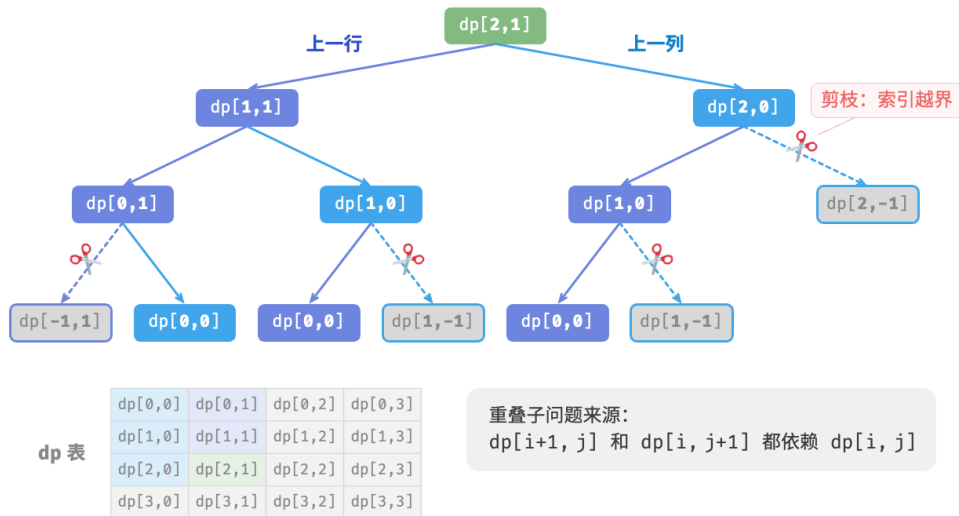 dp[2,1]
上一行
上一列
dp[1,1]
dp[2,0]
剪枝：索引越界
dp[0,1]
dp[1,0]
dp[1,0]
dp[2,-1]
dp[-1,1]
dp[0,0]
dp[0,0]
dp[1,-1]
dp[0,0]
dp[1,-1]
dp 表
dp[0,0] dp[0,1] dp[0,2] dp[0,3]
dp[1,0] dp[1,1] dp[1,2] dp[1,3]
dp[2,0] dp[2,1] dp[2,2] dp[2,3]
dp[3,0] dp[3,1] dp[3,2] dp[3,3]
重叠子问题来源：
dp[i+1, j] 和 dp[i, j+1] 都依赖 dp[i, j]